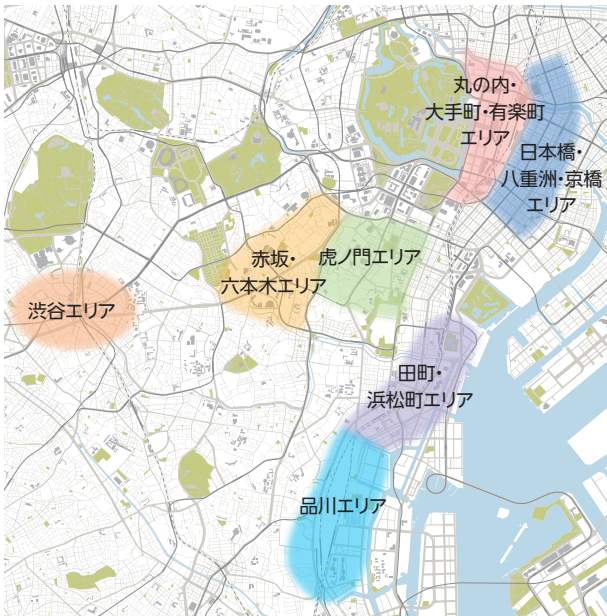 丸の内・
大手町・有楽町
エリア
日本橋・
八重洲・京橋
エリア
赤坂・
六本木エリア
虎ノ門エリア
渋谷エリア
田町・
浜松町エリア
品川エリア